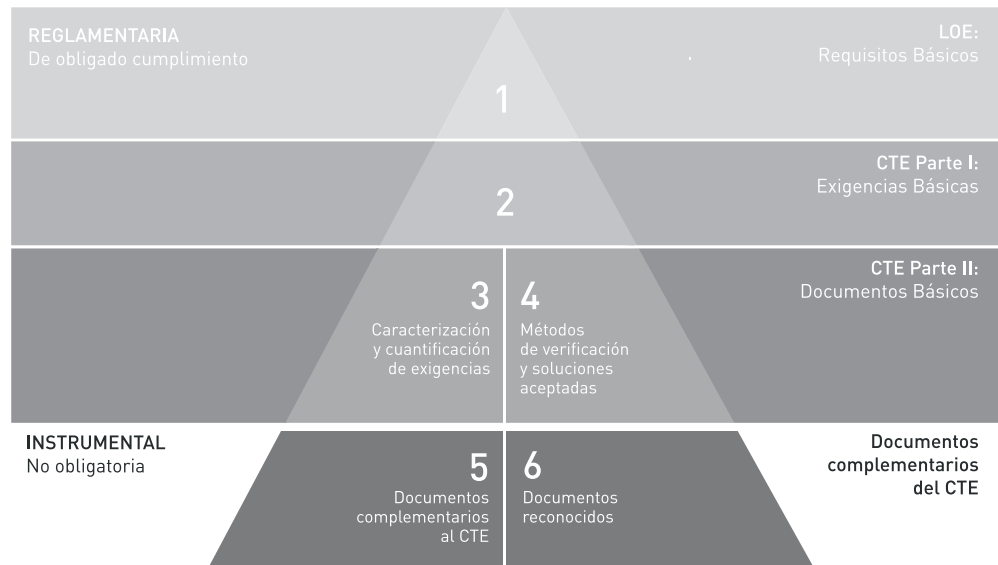 REGLAMENTARIA
De obligado cumplimiento
LOE:
Requisitos Básicos
1
CTE Parte I:
Exigencias Básicas
2
CTE Parte II:
Documentos Básicos
3
Caracterización
y cuantificación
de exigencias
4
Métodos
de verificación
y soluciones
aceptadas
INSTRUMENTAL
No obligatoria
Documentos
complementarios
del CTE
5
Documentos
complementarios
al CTE
6
Documentos
reconocidos